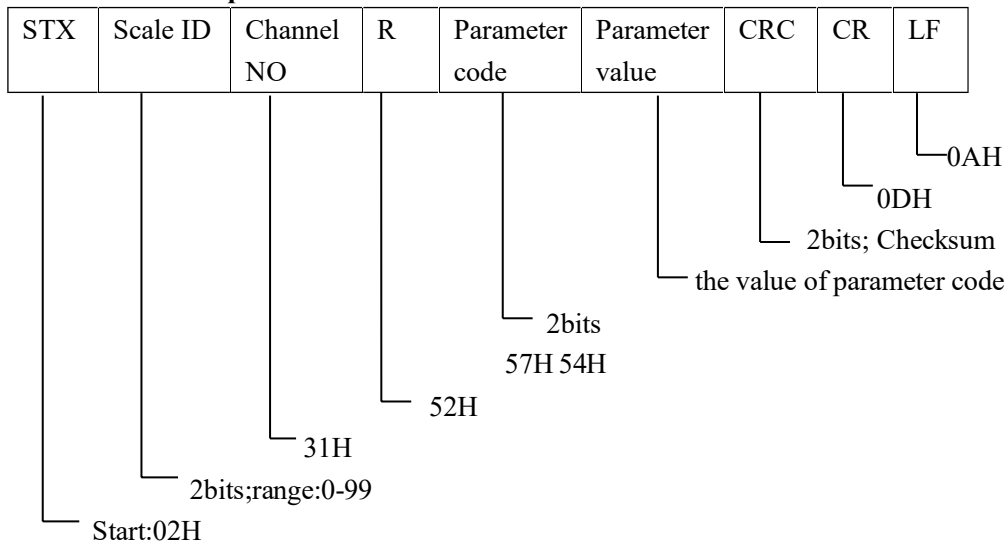 STX Scale ID Channel NO R Parameter code Parameter value CRC CR LF
0AH
0DH
2bits; Checksum
the value of parameter code
2bits
57H 54H
52H
31H
2bits;range:0-99
Start:02H